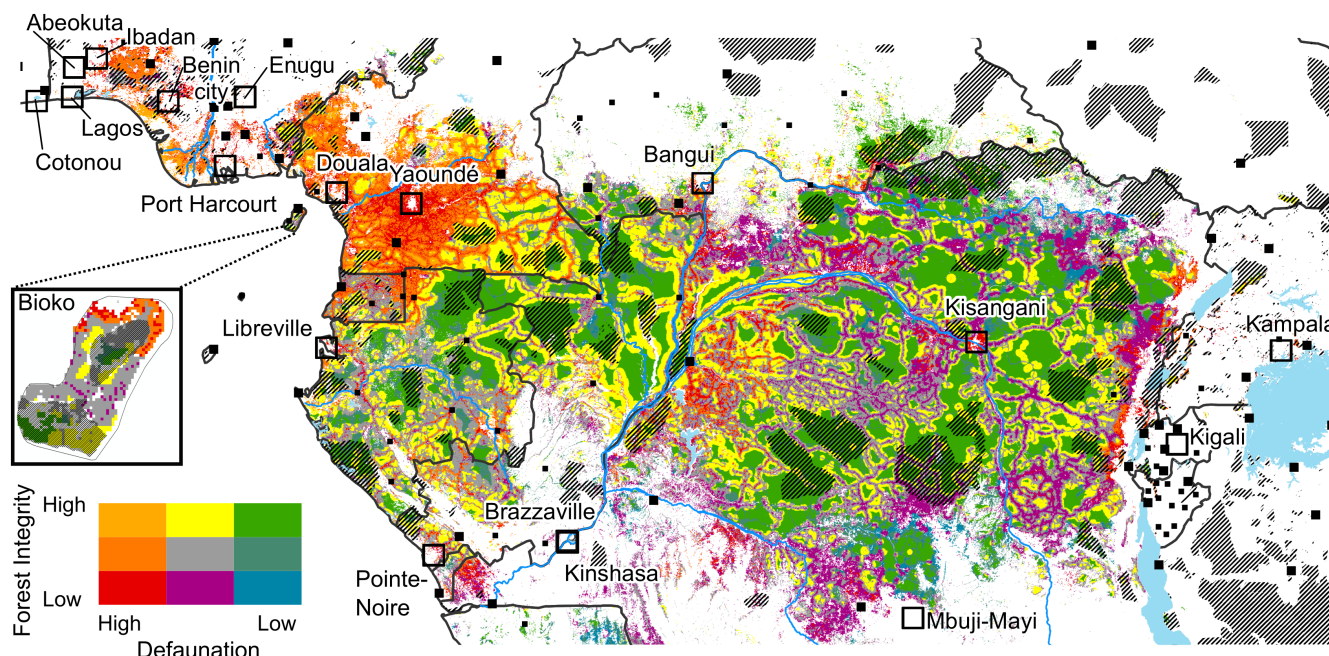 Abeokuta
Ibadan
Benin
city
Enugu
Lagos
Cotonou
Port Harcourt
Douala
Yaoundé
Bangui
Bioko
Libreville
Kisangani
Kampala
Kigali
Brazzaville
Kinshasa
Pointe-
Noire
Mbuji-Mayi
Forest Integrity
High
Low
High
Low
Defaunation